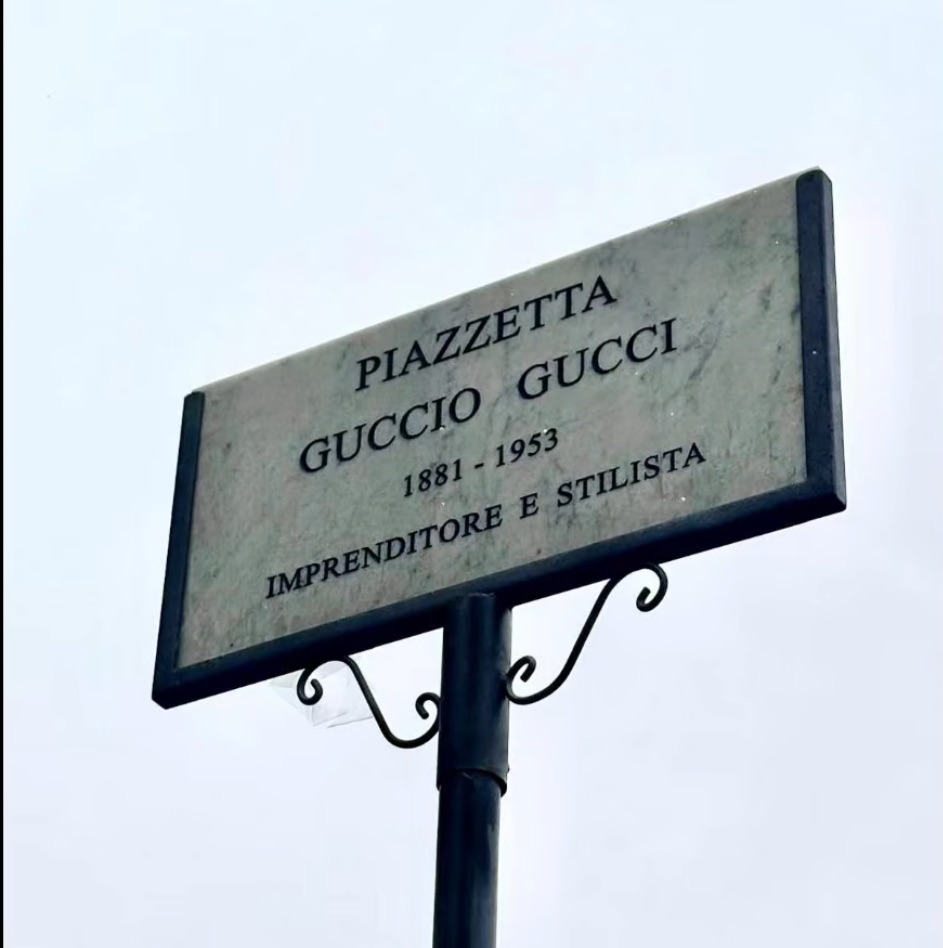 PIAZZETTA
GUCCIO GUCCI
1881 - 1953
IMPRENDITORE E STILISTA